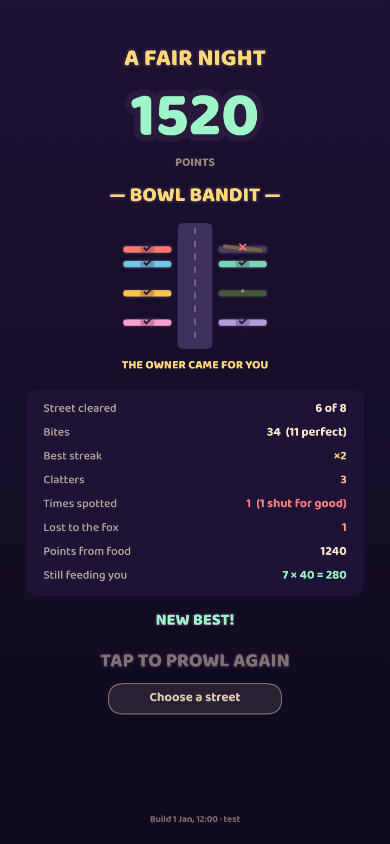 A FAIR NIGHT
1520
POINTS
— BOWL BANDIT —
THE OWNER CAME FOR YOU
Street cleared 6 of 8
Bites 34 (11 perfect)
Best streak ×2
Clatters 3
Times spotted 1 (1 shut for good)
Lost to the fox 1
Points from food 1240
Still feeding you 7 × 40 = 280
NEW BEST!
TAP TO PROWL AGAIN
Choose a street
Build 1 Jan, 12:00 · test